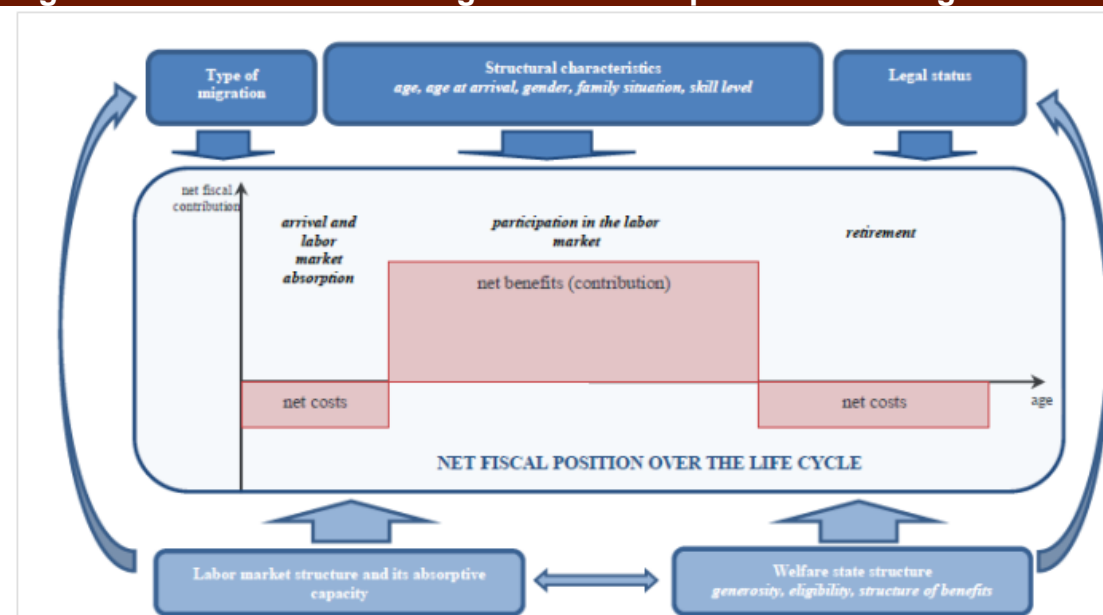 Type of
migration
Structural characteristics
age, age at arrival, gender, family situation, skill level
Legal status
net fiscal
contribution
arrival and
labor
market
absorption
participation in the labor
market
retirement
net benefits (contribution)
net costs
net costs
age
NET FISCAL POSITION OVER THE LIFE CYCLE
Labor market structure and its absorptive
capacity
Welfare state structure
generosity, eligibility, structure of benefits